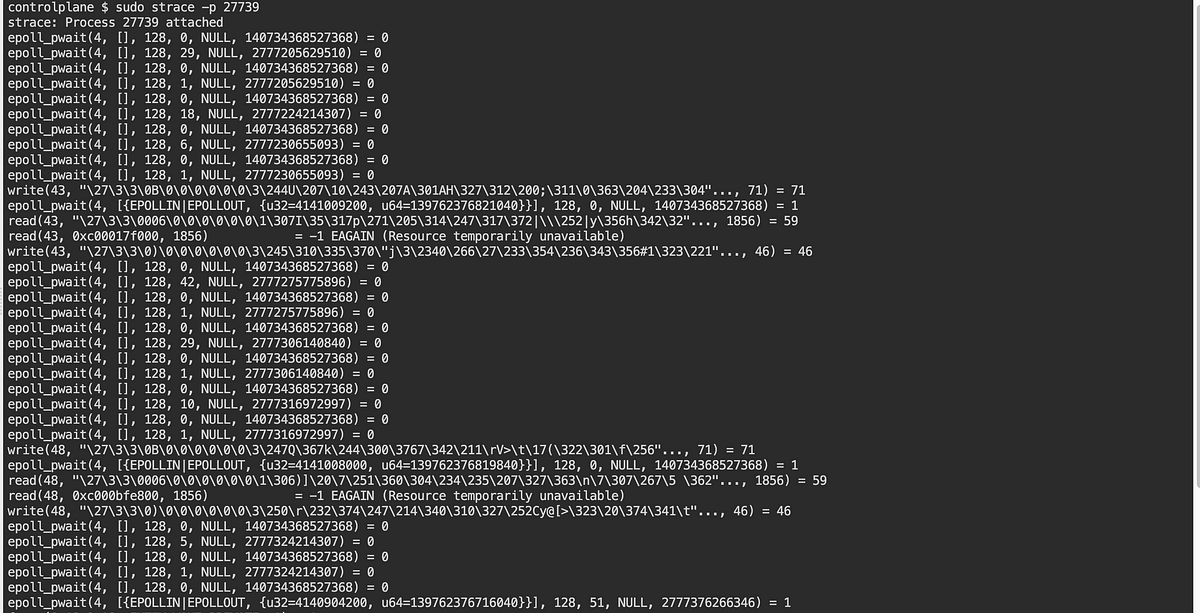 controlplane $ sudo strace -p 27739
strace: Process 27739 attached
epoll_pwait(4, [], 128, 0, NULL, 140734368527368) = 0
epoll_pwait(4, [], 128, 29, NULL, 2777205629510) = 0
epoll_pwait(4, [], 128, 0, NULL, 140734368527368) = 0
epoll_pwait(4, [], 128, 1, NULL, 2777205629510) = 0
epoll_pwait(4, [], 128, 0, NULL, 140734368527368) = 0
epoll_pwait(4, [], 128, 18, NULL, 2777224214307) = 0
epoll_pwait(4, [], 128, 0, NULL, 140734368527368) = 0
epoll_pwait(4, [], 128, 6, NULL, 2777230655093) = 0
epoll_pwait(4, [], 128, 0, NULL, 140734368527368) = 0
epoll_pwait(4, [], 128, 1, NULL, 2777230655093) = 0
write(43, "\27\3\3\0B\0\0\0\0\0\0\3\244U\207\10\243\207A\301AH\327\312\200;\311\0\363\204\233\304"..., 71) = 71
epoll_pwait(4, [{EPOLLIN|EPOLLOUT, {u32=4141009200, u64=139762376821040}}], 128, 0, NULL, 140734368527368) = 1
read(43, "\27\3\3\0006\0\0\0\0\0\0\1\307I\35\317p\271\205\314\247\317\372|\\\252|y\356h\342\32"..., 1856) = 59
read(43, 0xc00017f000, 1856) = -1 EAGAIN (Resource temporarily unavailable)
write(43, "\27\3\3\0)\0\0\0\0\0\0\3\245\310\335\370\"j\3\2340\266\27\233\354\236\343\356#1\323\221"..., 46) = 46
epoll_pwait(4, [], 128, 0, NULL, 140734368527368) = 0
epoll_pwait(4, [], 128, 42, NULL, 2777275775896) = 0
epoll_pwait(4, [], 128, 0, NULL, 140734368527368) = 0
epoll_pwait(4, [], 128, 1, NULL, 2777275775896) = 0
epoll_pwait(4, [], 128, 0, NULL, 140734368527368) = 0
epoll_pwait(4, [], 128, 29, NULL, 2777306140840) = 0
epoll_pwait(4, [], 128, 0, NULL, 140734368527368) = 0
epoll_pwait(4, [], 128, 1, NULL, 2777306140840) = 0
epoll_pwait(4, [], 128, 0, NULL, 140734368527368) = 0
epoll_pwait(4, [], 128, 10, NULL, 2777316972997) = 0
epoll_pwait(4, [], 128, 0, NULL, 140734368527368) = 0
epoll_pwait(4, [], 128, 1, NULL, 2777316972997) = 0
write(48, "\27\3\3\0B\0\0\0\0\0\0\3\247Q\367k\244\300\3767\342\211\rV>\t\17(\322\301\f\256"..., 71) = 71
epoll_pwait(4, [{EPOLLIN|EPOLLOUT, {u32=4141008000, u64=139762376819840}}], 128, 0, NULL, 140734368527368) = 1
read(48, "\27\3\3\0006\0\0\0\0\0\0\1\306)]\20\7\251\360\304\234\235\207\327\363\n\7\307\267\5 \362"..., 1856) = 59
read(48, 0xc000bfe800, 1856) = -1 EAGAIN (Resource temporarily unavailable)
write(48, "\27\3\3\0)\0\0\0\0\0\0\3\250\r\232\374\247\214\340\310\327\252Cy@[>\323\20\374\341\t"..., 46) = 46
epoll_pwait(4, [], 128, 0, NULL, 140734368527368) = 0
epoll_pwait(4, [], 128, 5, NULL, 2777324214307) = 0
epoll_pwait(4, [], 128, 0, NULL, 140734368527368) = 0
epoll_pwait(4, [], 128, 1, NULL, 2777324214307) = 0
epoll_pwait(4, [], 128, 0, NULL, 140734368527368) = 0
epoll_pwait(4, [{EPOLLIN|EPOLLOUT, {u32=4140904200, u64=139762376716040}}], 128, 51, NULL, 2777376266346) = 1